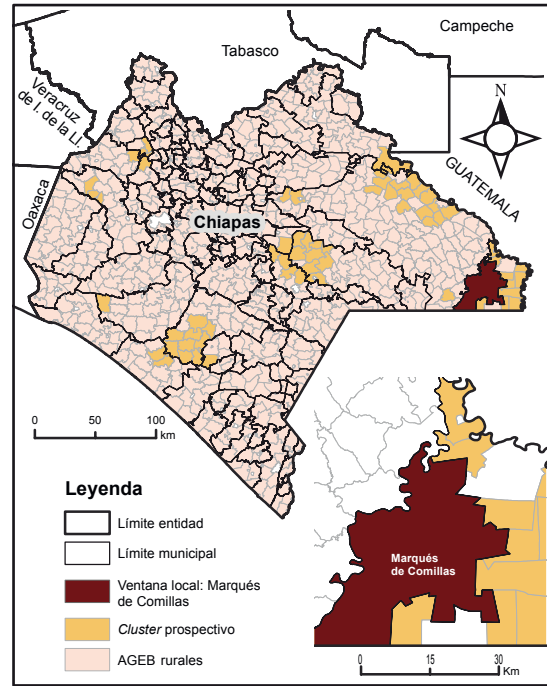 Campeche
Tabasco
Veracruz
de I. de la Ll.
N
GUATEMALA
Oaxaca
Chiapas
0 50 100
Km
Leyenda
Límite entidad
Límite municipal
Ventana local: Marqués
de Comillas
Cluster prospectivo
AGEB rurales
Marqués
de Comillas
0 15 30
Km